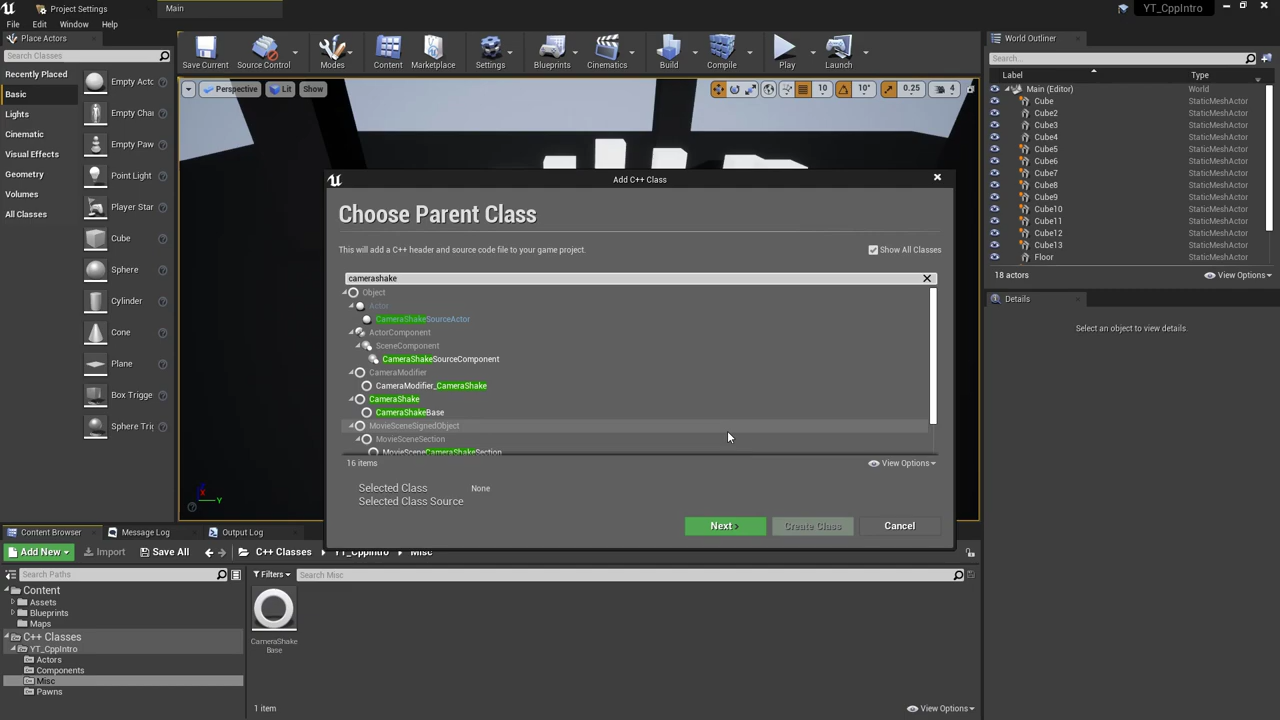 Project Settings
Main
YT_CppIntro
File
Edit
Window
Help
Place Actors
Search Classes
Recently Placed
Basic
Lights
Cinematic
Visual Effects
Geometry
Volumes
All Classes
Empty Acto
Empty Cha
Empty Paw
Point Light
Player Star
Cube
Sphere
Cylinder
Cone
Plane
Box Trigge
Sphere Trig
Save Current
Source Control
Modes
Content
Marketplace
Settings
Blueprints
Cinematics
Build
Compile
Play
Launch
Perspective
Lit
Show
10
10°
0.25
4
Add C++ Class
Choose Parent Class
This will add a C++ header and source code file to your game project.
Show All Classes
camerashake
Object
Actor
CameraShakeSourceActor
ActorComponent
SceneComponent
CameraShakeSourceComponent
CameraModifier
CameraModifier_CameraShake
CameraShake
CameraShakeBase
MovieSceneSignedObject
MovieSceneSection
MovieSceneCameraShakeSection
16 items
View Options
Selected Class
None
Selected Class Source
Next
Create Class
Cancel
X
Y
World Outliner
Search...
Label
Type
Main (Editor)
World
Cube
StaticMeshActor
Cube2
StaticMeshActor
Cube3
StaticMeshActor
Cube4
StaticMeshActor
Cube5
StaticMeshActor
Cube6
StaticMeshActor
Cube7
StaticMeshActor
Cube8
StaticMeshActor
Cube9
StaticMeshActor
Cube10
StaticMeshActor
Cube11
StaticMeshActor
Cube12
StaticMeshActor
Cube13
StaticMeshActor
Floor
StaticMeshActor
18 actors
View Options
Details
Select an object to view details.
Content Browser
Message Log
Output Log
Add New
Import
Save All
C++ Classes
YT_CppIntro
Misc
Search Paths
Filters
Search Misc
Content
Assets
Blueprints
Maps
C++ Classes
YT_CppIntro
Actors
Components
Misc
Pawns
CameraShake
Base
1 item
View Options